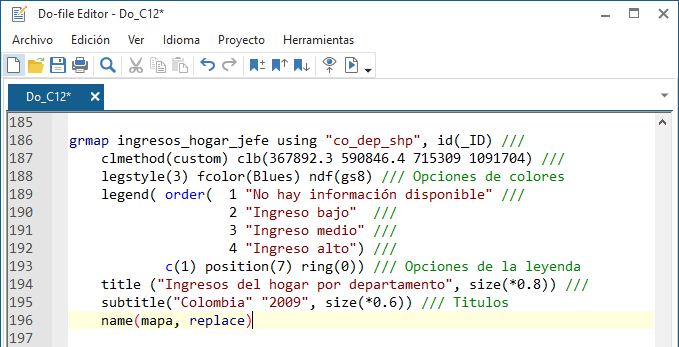 Do-file Editor - Do_C12*
Archivo Edición Ver Idioma Proyecto Herramientas
Do_C12*
185
186 grmap ingresos_hogar_jefe using "co_dep_shp", id(_ID) ///
187 clmethod(custom) clb(367892.3 590846.4 715309 1091704) ///
188 legstyle(3) fcolor(Blues) ndf(gs8) /// Opciones de colores
189 legend( order( 1 "No hay información disponible" ///
190 2 "Ingreso bajo" ///
191 3 "Ingreso medio" ///
192 4 "Ingreso alto") ///
193 c(1) position(7) ring(0)) /// Opciones de la leyenda
194 title ("Ingresos del hogar por departamento", size(*0.8)) ///
195 subtitle("Colombia" "2009", size(*0.6)) /// Titulos
196 name(mapa, replace)
197